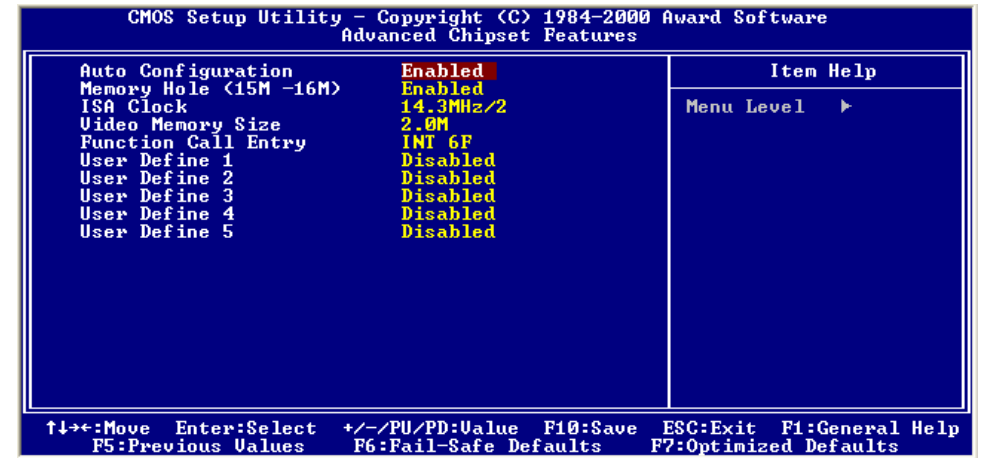 CMOS Setup Utility – Copyright (C) 1984–2000 Award Software
Advanced Chipset Features
Auto Configuration Enabled
Memory Hole (15M –16M) Enabled
ISA Clock 14.3MHz/2
Video Memory Size 2.0M
Function Call Entry INT 6F
User Define 1 Disabled
User Define 2 Disabled
User Define 3 Disabled
User Define 4 Disabled
User Define 5 Disabled
Item Help
Menu Level ▶
↑↓→←:Move Enter:Select +/–/PU/PD:Value F10:Save ESC:Exit F1:General Help
F5:Previous Values F6:Fail–Safe Defaults F7:Optimized Defaults